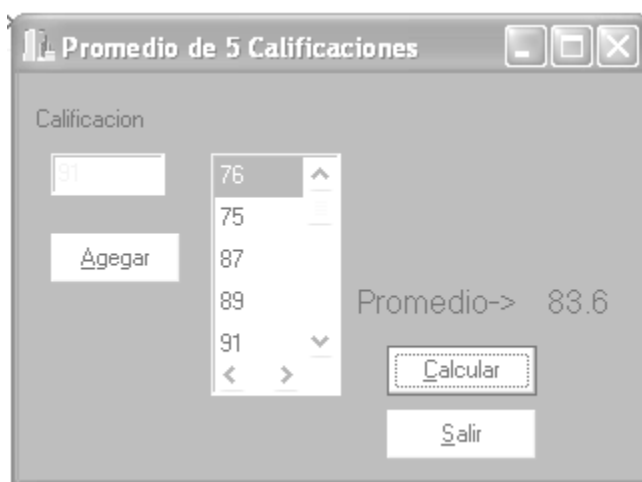 Promedio de 5 Calificaciones
Calificacion
91
76
75
87
89
91
Agegar
Promedio-> 83.6
Calcular
Salir